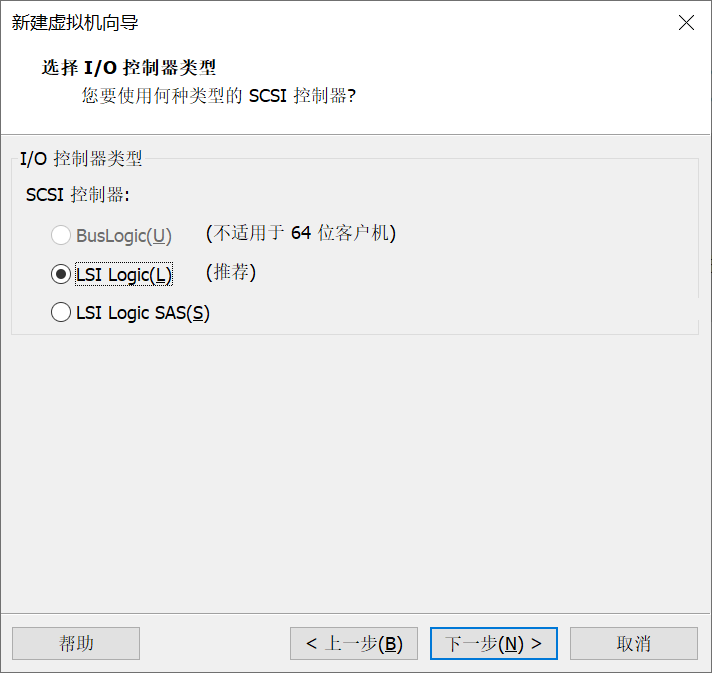 新建虚拟机向导
选择 I/O 控制器类型
您要使用何种类型的 SCSI 控制器?
I/O 控制器类型
SCSI 控制器:
BusLogic(U) (不适用于 64 位客户机)
LSI Logic(L) (推荐)
LSI Logic SAS(S)
帮助 < 上一步(B) 下一步(N) > 取消